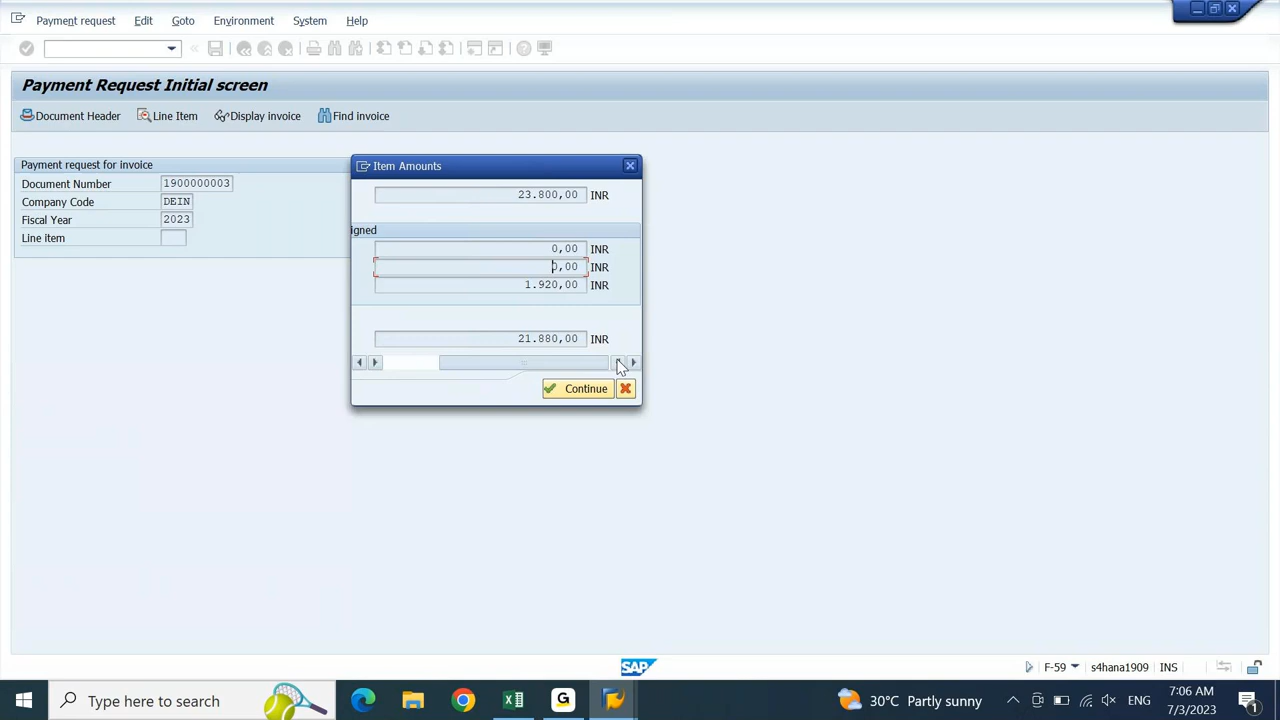 Payment request Edit Goto Environment System Help
Payment Request Initial screen
Document Header Line Item Display invoice Find invoice
Payment request for invoice
Document Number 1900000003
Company Code DEIN
Fiscal Year 2023
Line item
Item Amounts
23.800,00 INR
igned
0,00 INR
0,00 INR
1.920,00 INR
21.880,00 INR
Continue
SAP F-59 s4hana1909 INS
Type here to search 30°C Partly sunny ENG 7:06 AM
7/3/2023
1